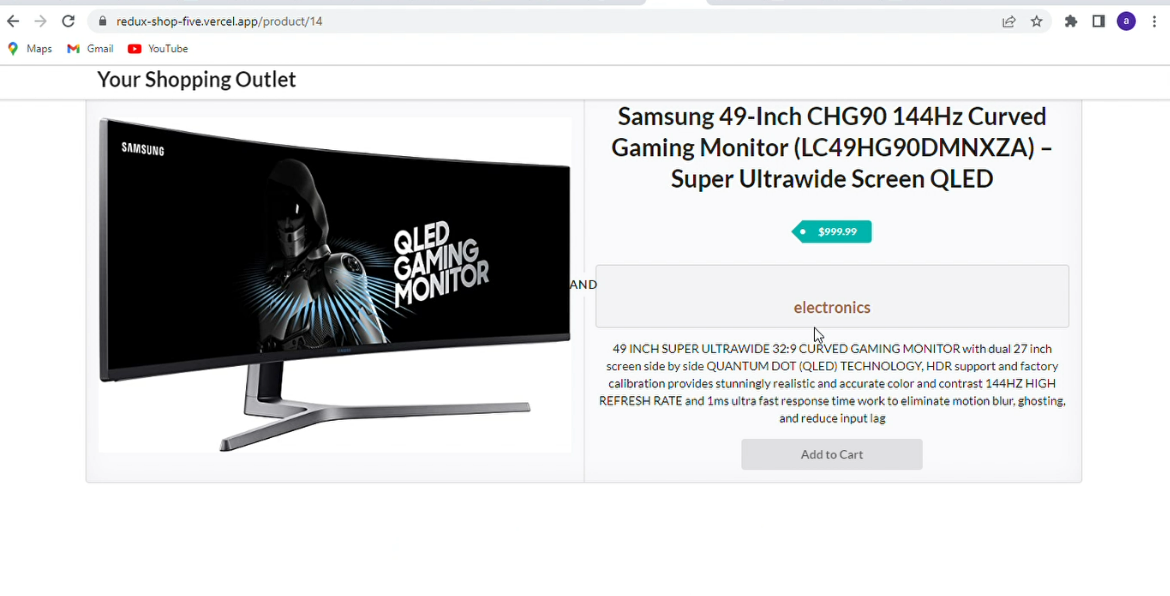 redux-shop-five.vercel.app/product/14
a
Maps
Gmail
YouTube
Your Shopping Outlet
SAMSUNG
QLED
GAMING
MONITOR
AND
Samsung 49-Inch CHG90 144Hz Curved
Gaming Monitor (LC49HG90DMNXZA) –
Super Ultrawide Screen QLED
$999.99
electronics
49 INCH SUPER ULTRAWIDE 32:9 CURVED GAMING MONITOR with dual 27 inch
screen side by side QUANTUM DOT (QLED) TECHNOLOGY, HDR support and factory
calibration provides stunningly realistic and accurate color and contrast 144HZ HIGH
REFRESH RATE and 1ms ultra fast response time work to eliminate motion blur, ghosting,
and reduce input lag
Add to Cart